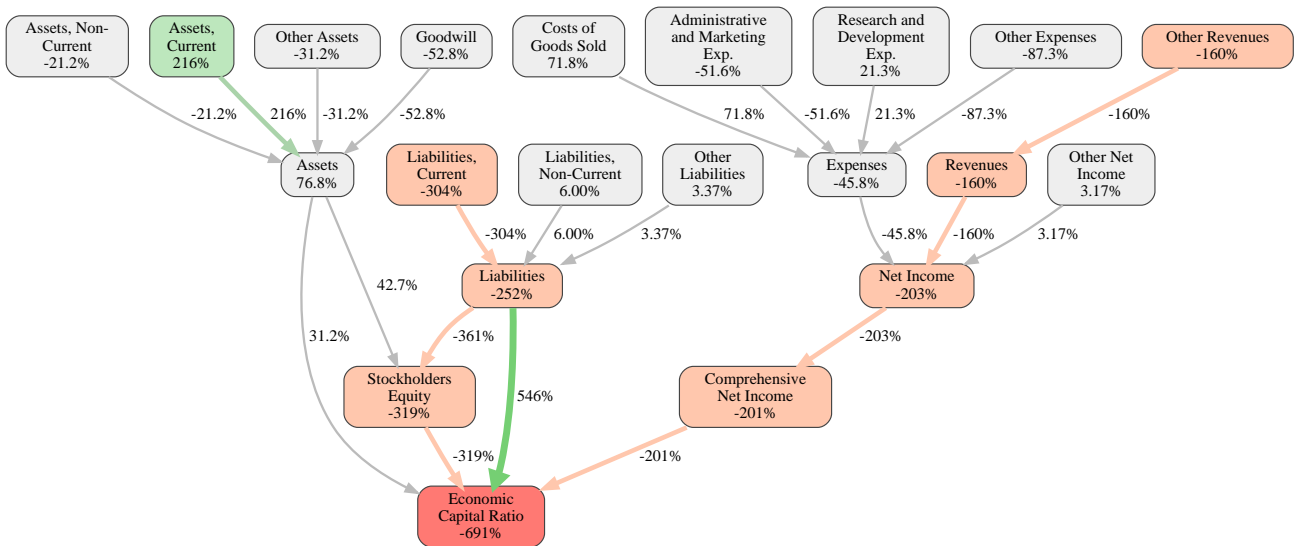 Assets, Non-
Current
-21.2%
Assets,
Current
216%
Other Assets
-31.2%
Goodwill
-52.8%
Costs of
Goods Sold
71.8%
Administrative
and Marketing
Exp.
-51.6%
Research and
Development
Exp.
21.3%
Other Expenses
-87.3%
Other Revenues
-160%
-21.2%
216%
-31.2%
-52.8%
71.8%
-51.6%
21.3%
-87.3%
-160%
Assets
76.8%
Liabilities,
Current
-304%
Liabilities,
Non-Current
6.00%
Other
Liabilities
3.37%
Expenses
-45.8%
Revenues
-160%
Other Net
Income
3.17%
-304%
6.00%
3.37%
-45.8%
-160%
3.17%
Liabilities
-252%
Net Income
-203%
42.7%
31.2%
-361%
-203%
Stockholders
Equity
-319%
546%
Comprehensive
Net Income
-201%
-319%
-201%
Economic
Capital Ratio
-691%